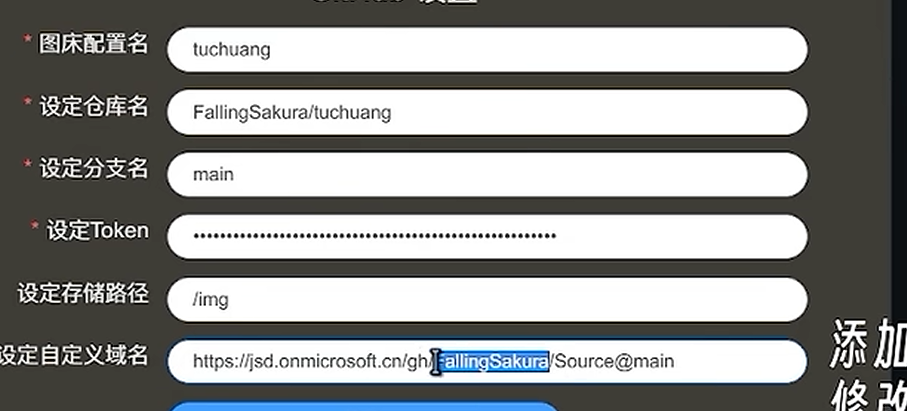 * 图床配置名 tuchuang
* 设定仓库名 FallingSakura/tuchuang
* 设定分支名 main
* 设定Token ••••••••••••••••••••••••••••••••••••••••••••••••••••••••
设定存储路径 /img
设定自定义域名 https://jsd.onmicrosoft.cn/gh/FallingSakura/Source@main
添加
修改